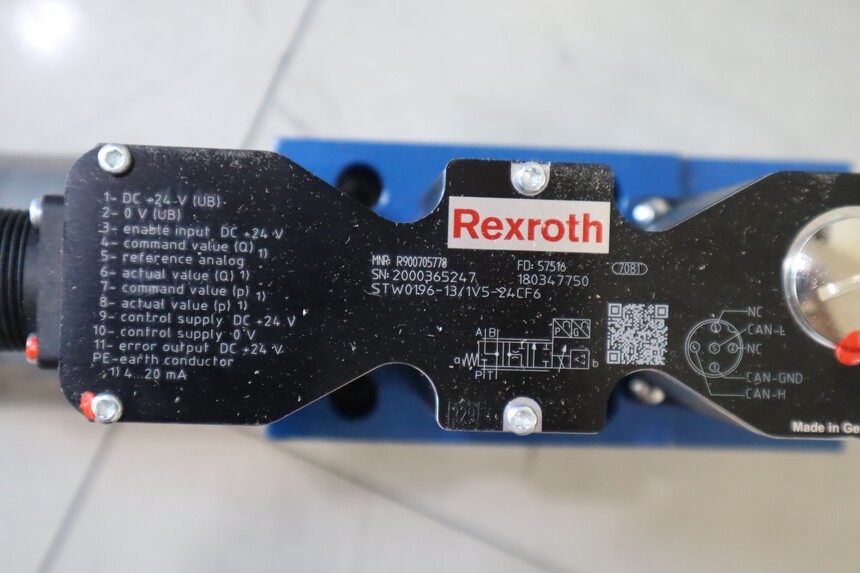 1- DC +24 V (UB)
2- 0 V (UB)
3- enable input DC +24 V
4- command value (Q) 1)
5- reference analog
6- actual value (Q) 1)
7- command value (p) 1)
8- actual value (p) 1)
9- control supply DC +24 V
10- control supply 0 V
11- error output DC +24 V
PE-earth conductor
1) 4...20 mA
Rexroth
MNR: R900705778
FD: 57516
7081
SN: 2000365247
180347750
STW0196-13/1V5-24CF6
A B
a
b
P T
NC
CAN-L
1 2 NC
3
CAN-GND
CAN-H
Made in Ge